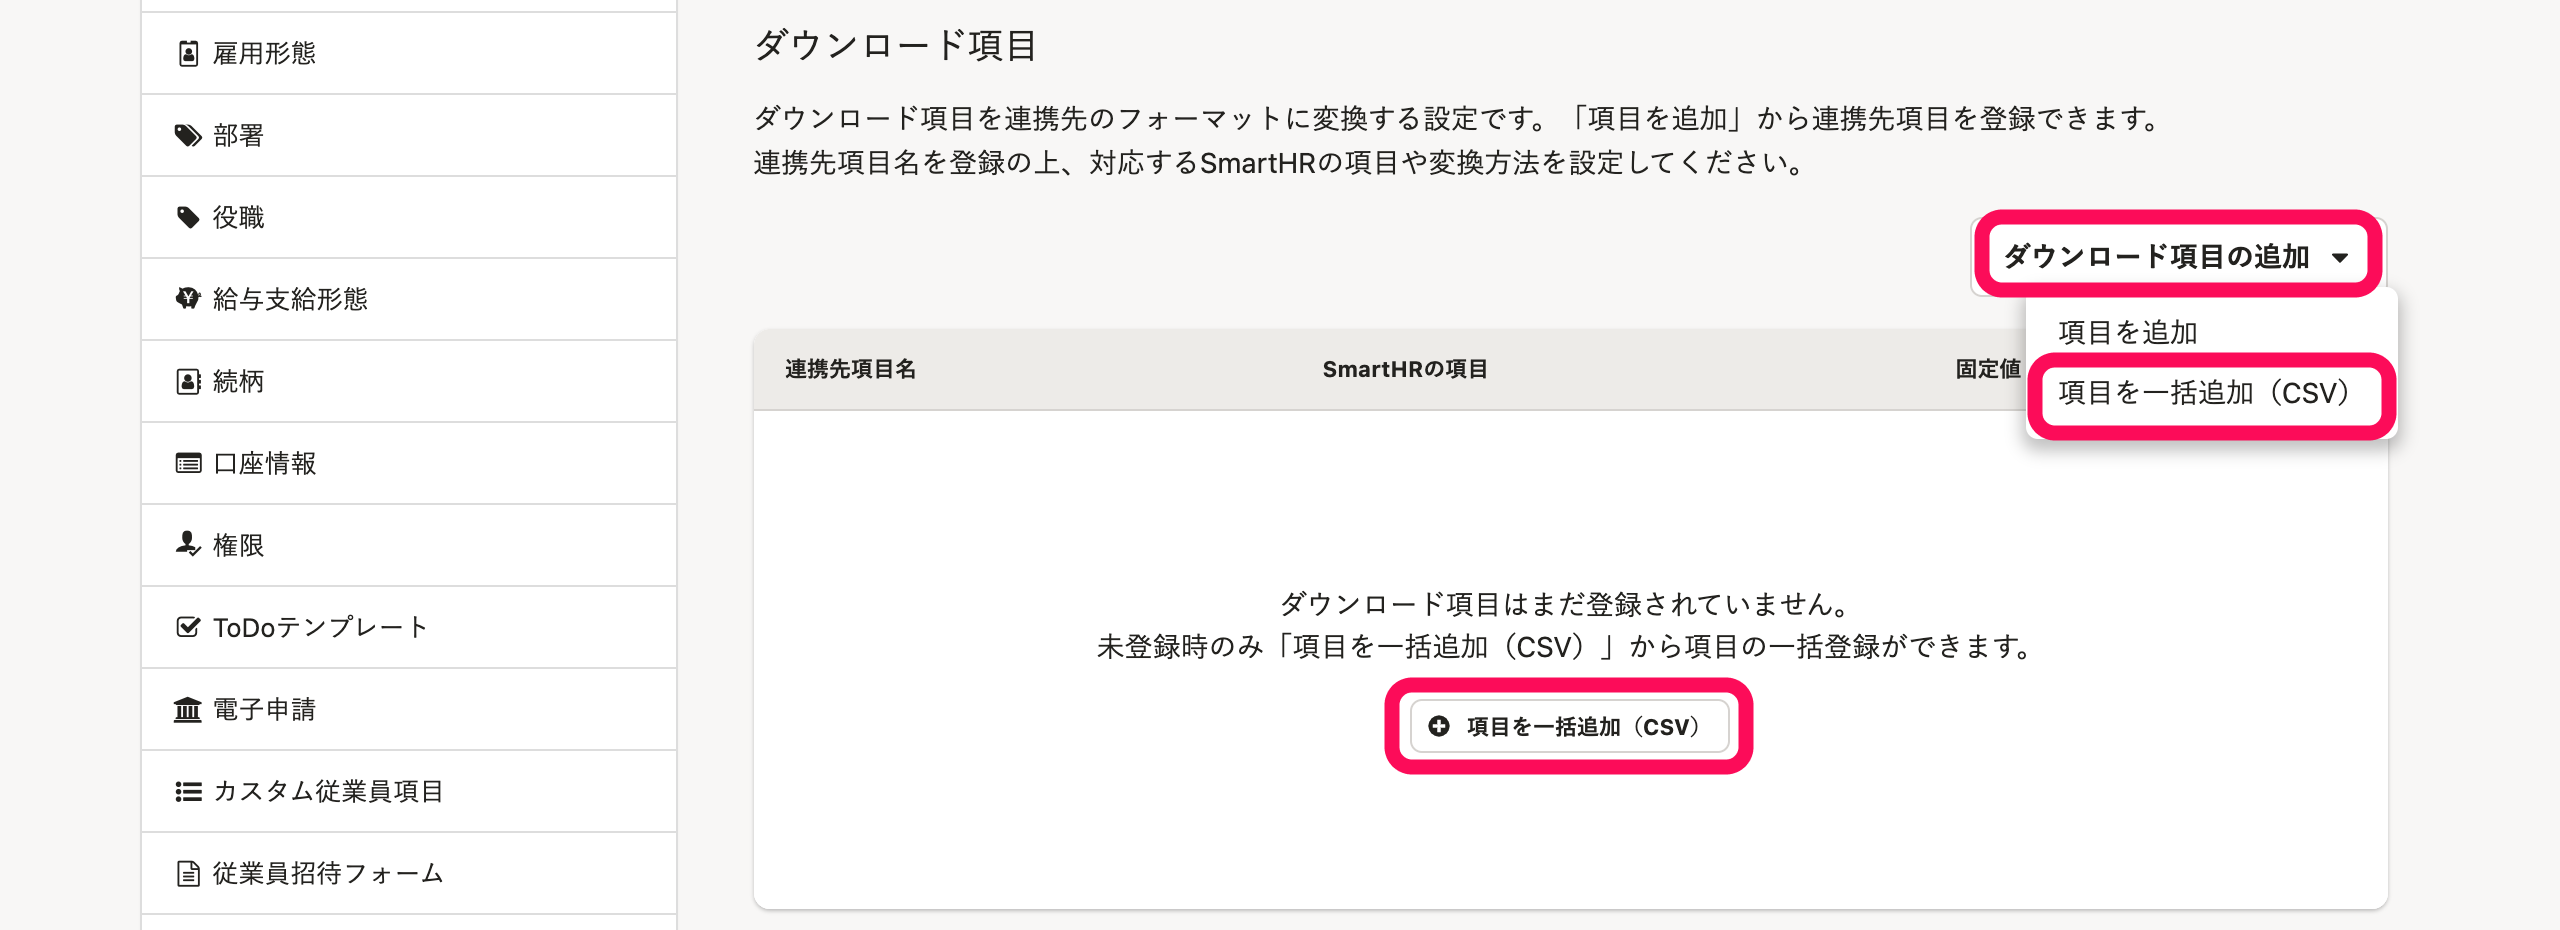 雇用形態
部署
役職
給与支給形態
続柄
口座情報
権限
ToDoテンプレート
電子申請
カスタム従業員項目
従業員招待フォーム
ダウンロード項目
ダウンロード項目を連携先のフォーマットに変換する設定です。「項目を追加」から連携先項目を登録できます。
連携先項目名を登録の上、対応するSmartHRの項目や変換方法を設定してください。
ダウンロード項目の追加
項目を追加
項目を一括追加（CSV）
連携先項目名 SmartHRの項目 固定値
ダウンロード項目はまだ登録されていません。
未登録時のみ「項目を一括追加（CSV）」から項目の一括登録ができます。
項目を一括追加（CSV）